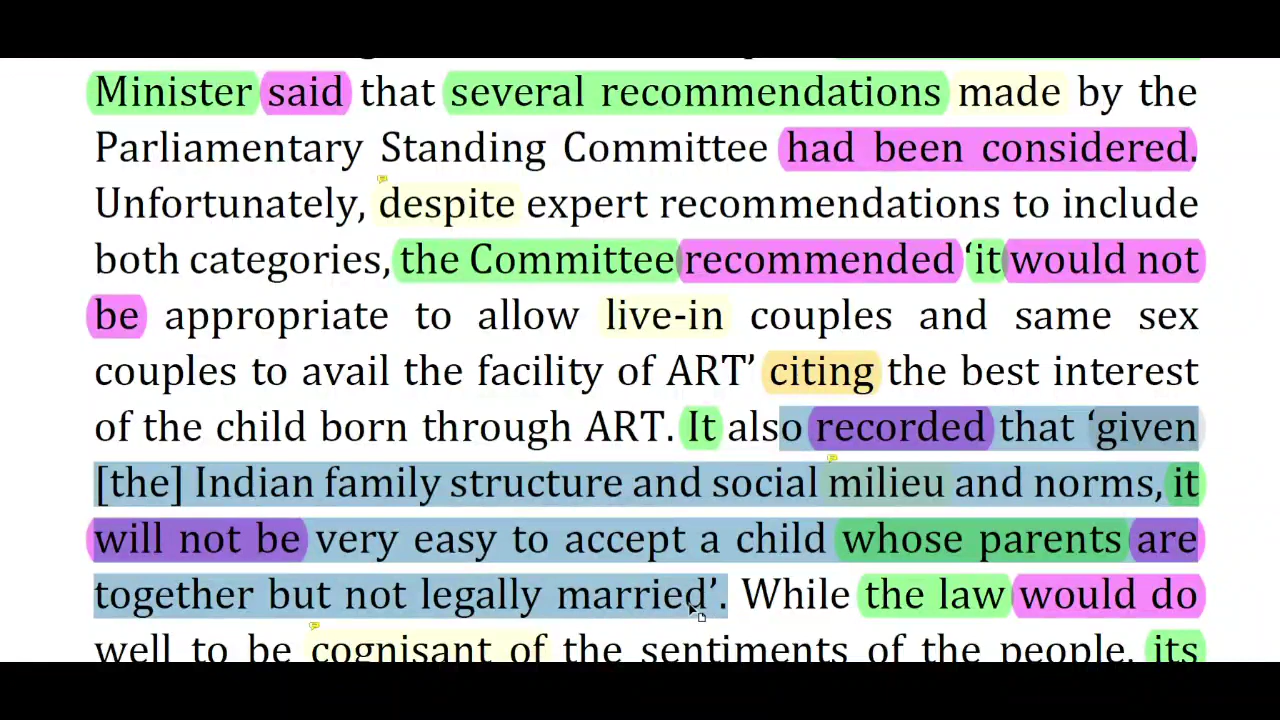 Minister said that several recommendations made by the
Parliamentary Standing Committee had been considered.
Unfortunately, despite expert recommendations to include
both categories, the Committee recommended ‘it would not
be appropriate to allow live-in couples and same sex
couples to avail the facility of ART’ citing the best interest
of the child born through ART. It also recorded that ‘given
[the] Indian family structure and social milieu and norms, it
will not be very easy to accept a child whose parents are
together but not legally married’. While the law would do
well to be cognisant of the sentiments of the people, its